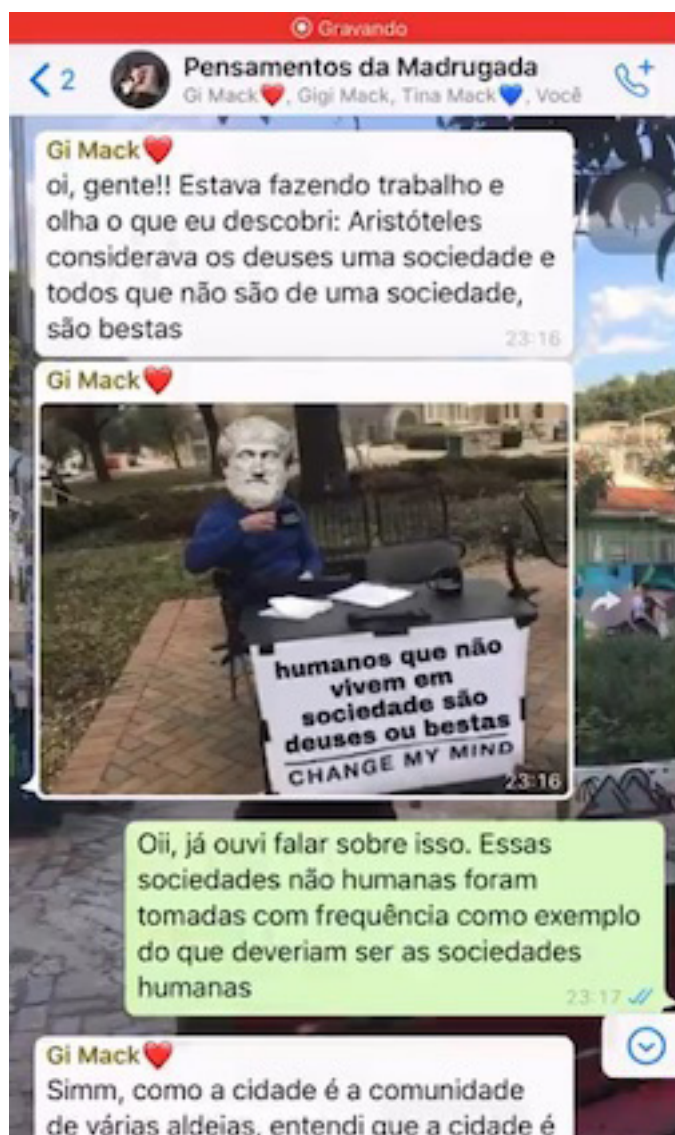 Gravando
2
Pensamentos da Madrugada
Gi Mack❤️, Gigi Mack, Tina Mack💙, Você
Gi Mack❤️
oi, gente!! Estava fazendo trabalho e
olha o que eu descobri: Aristóteles
considerava os deuses uma sociedade e
todos que não são de uma sociedade,
são bestas
23:16
Gi Mack❤️
humanos que não
vivem em
sociedade são
deuses ou bestas
CHANGE MY MIND
23:16
Oii, já ouvi falar sobre isso. Essas
sociedades não humanas foram
tomadas com frequência como exemplo
do que deveriam ser as sociedades
humanas
23:17
Gi Mack❤️
Simm, como a cidade é a comunidade
de várias aldeias, entendi que a cidade é